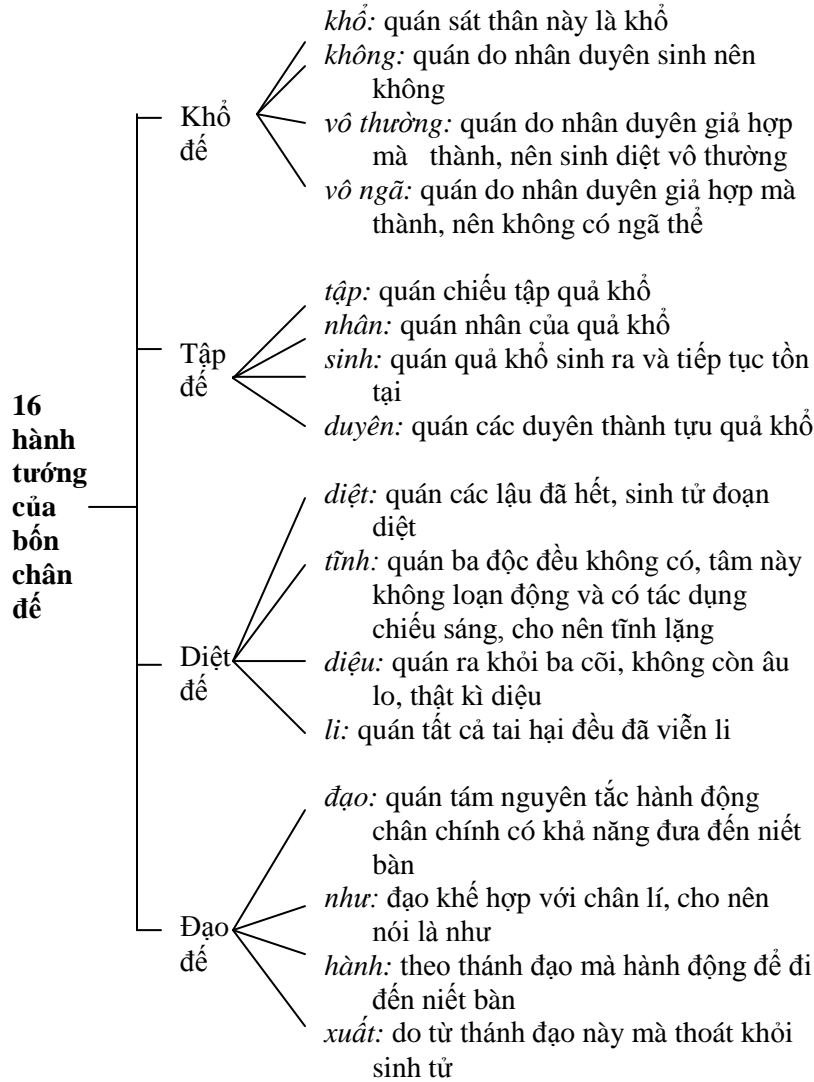 16
hành
tướng
của
bốn
chân
đế
Khổ
đế
khổ: quán sát thân này là khổ
không: quán do nhân duyên sinh nên
không
vô thường: quán do nhân duyên giả hợp
mà thành, nên sinh diệt vô thường
vô ngã: quán do nhân duyên giả hợp mà
thành, nên không có ngã thể
Tập
đế
tập: quán chiếu tập quả khổ
nhân: quán nhân của quả khổ
sinh: quán quả khổ sinh ra và tiếp tục tồn
tại
duyên: quán các duyên thành tựu quả khổ
Diệt
đế
diệt: quán các lậu đã hết, sinh tử đoạn
diệt
tĩnh: quán ba độc đều không có, tâm này
không loạn động và có tác dụng
chiếu sáng, cho nên tĩnh lặng
diệu: quán ra khỏi ba cõi, không còn âu
lo, thật kì diệu
li: quán tất cả tai hại đều đã viễn li
Đạo
đế
đạo: quán tám nguyên tắc hành động
chân chính có khả năng đưa đến niết
bàn
như: đạo khế hợp với chân lí, cho nên
nói là như
hành: theo thánh đạo mà hành động để đi
đến niết bàn
xuất: do từ thánh đạo này mà thoát khỏi
sinh tử